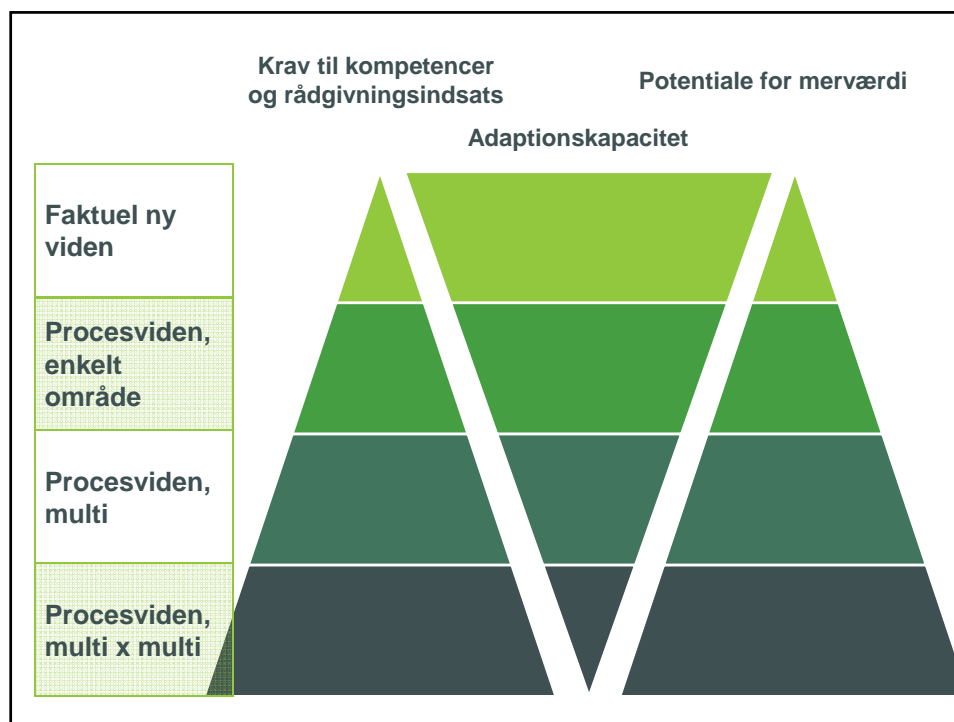 Krav til kompetencer
og rådgivningsindsats
Potentiale for merværdi
Adaptionskapacitet
Faktuel ny
viden
Procesviden,
enkelt
område
Procesviden,
multi
Procesviden,
multi x multi